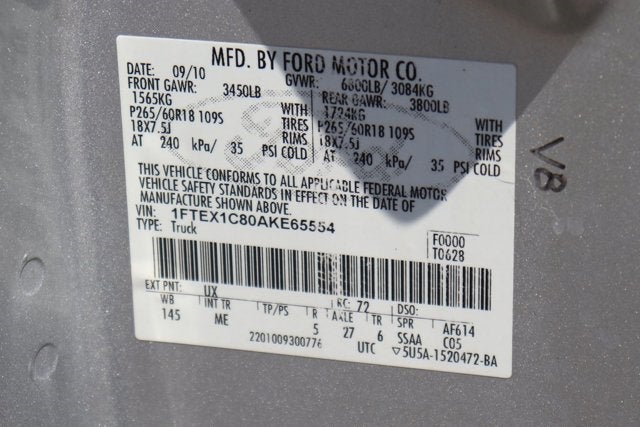 MFD. BY FORD MOTOR CO.
DATE: 09/10 GVWR: 6800LB/ 3084KG
FRONT GAWR: 3450LB REAR GAWR: 3800LB
1565KG WITH 1724KG WITH
P265/60R18 109S TIRES P265/60R18 109S TIRES
18X7.5J RIMS 18X7.5J RIMS
AT 240 kPa/ 35 PSI COLD AT 240 kPa/ 35 PSI COLD
THIS VEHICLE CONFORMS TO ALL APPLICABLE FEDERAL MOTOR
VEHICLE SAFETY STANDARDS IN EFFECT ON THE DATE OF
MANUFACTURE SHOWN ABOVE.
VIN: 1FTEX1C80AKE65554 F0000
TYPE: Truck T0628
EXT PNT: UX RC: 72 DSO:
WB INT TR TP/PS R AXLE TR SPR AF614
145 ME 5 27 6 SSAA C05
2201009300776 UTC ▽5U5A-1520472-BA
V8